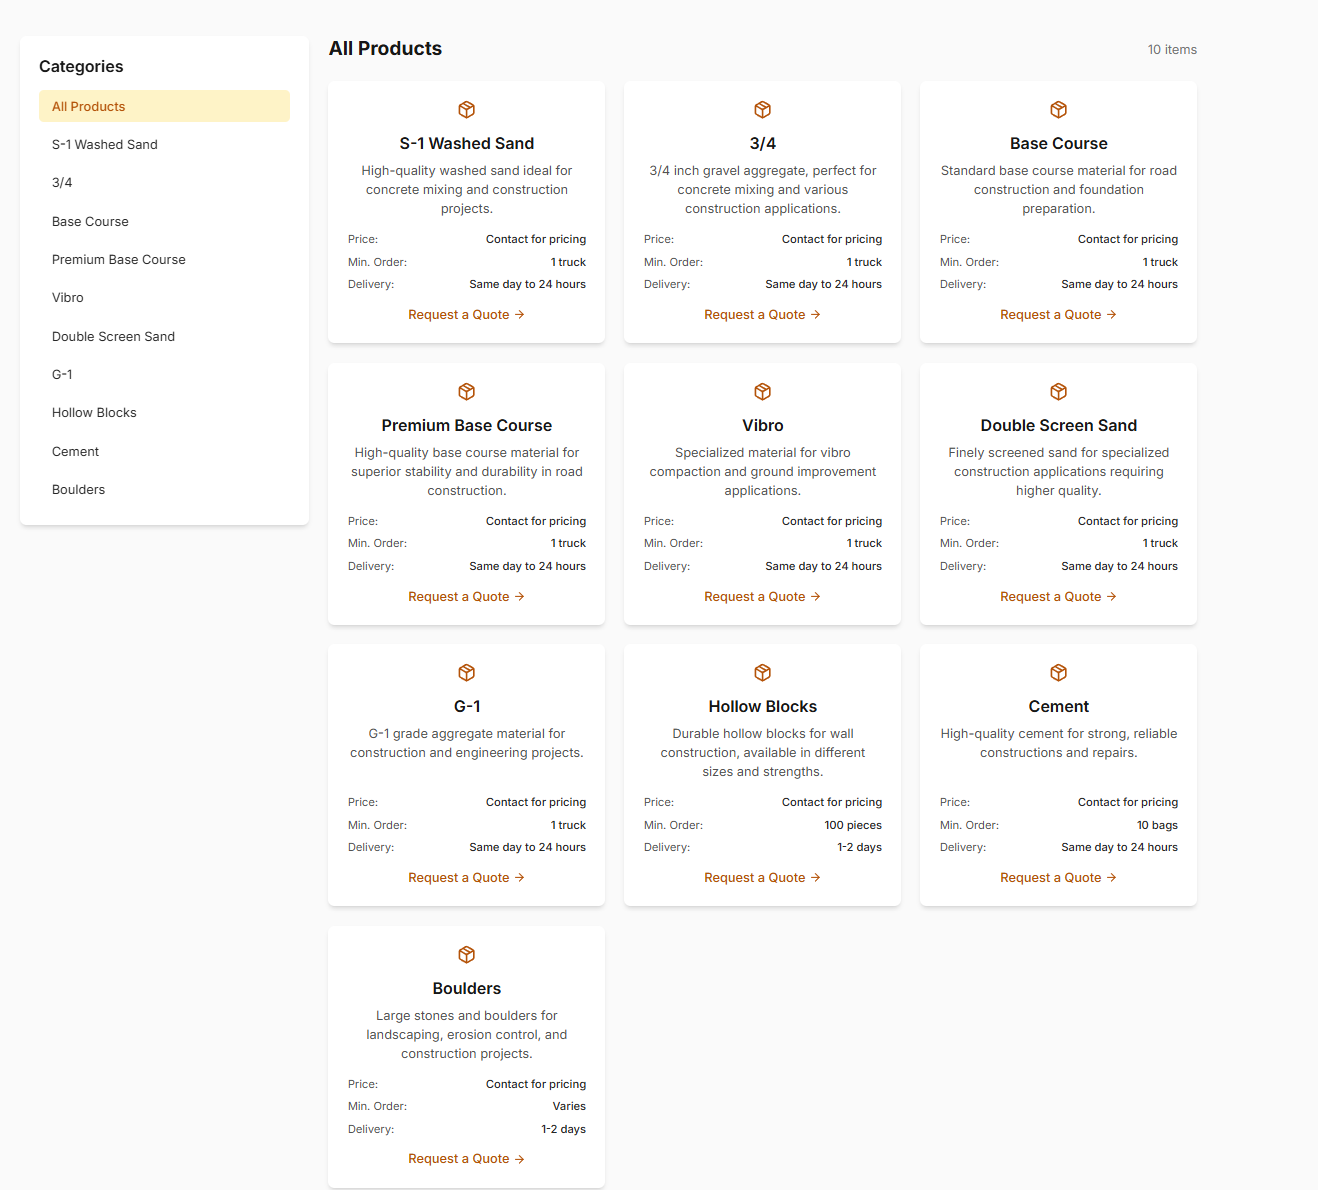 Categories
All Products
S-1 Washed Sand
3/4
Base Course
Premium Base Course
Vibro
Double Screen Sand
G-1
Hollow Blocks
Cement
Boulders
All Products
10 items
S-1 Washed Sand
High-quality washed sand ideal for
concrete mixing and construction
projects.
Price: Contact for pricing
Min. Order: 1 truck
Delivery: Same day to 24 hours
Request a Quote →
3/4
3/4 inch gravel aggregate, perfect for
concrete mixing and various
construction applications.
Price: Contact for pricing
Min. Order: 1 truck
Delivery: Same day to 24 hours
Request a Quote →
Base Course
Standard base course material for road
construction and foundation
preparation.
Price: Contact for pricing
Min. Order: 1 truck
Delivery: Same day to 24 hours
Request a Quote →
Premium Base Course
High-quality base course material for
superior stability and durability in road
construction.
Price: Contact for pricing
Min. Order: 1 truck
Delivery: Same day to 24 hours
Request a Quote →
Vibro
Specialized material for vibro
compaction and ground improvement
applications.
Price: Contact for pricing
Min. Order: 1 truck
Delivery: Same day to 24 hours
Request a Quote →
Double Screen Sand
Finely screened sand for specialized
construction applications requiring
higher quality.
Price: Contact for pricing
Min. Order: 1 truck
Delivery: Same day to 24 hours
Request a Quote →
G-1
G-1 grade aggregate material for
construction and engineering projects.
Price: Contact for pricing
Min. Order: 1 truck
Delivery: Same day to 24 hours
Request a Quote →
Hollow Blocks
Durable hollow blocks for wall
construction, available in different
sizes and strengths.
Price: Contact for pricing
Min. Order: 100 pieces
Delivery: 1-2 days
Request a Quote →
Cement
High-quality cement for strong, reliable
constructions and repairs.
Price: Contact for pricing
Min. Order: 10 bags
Delivery: Same day to 24 hours
Request a Quote →
Boulders
Large stones and boulders for
landscaping, erosion control, and
construction projects.
Price: Contact for pricing
Min. Order: Varies
Delivery: 1-2 days
Request a Quote →